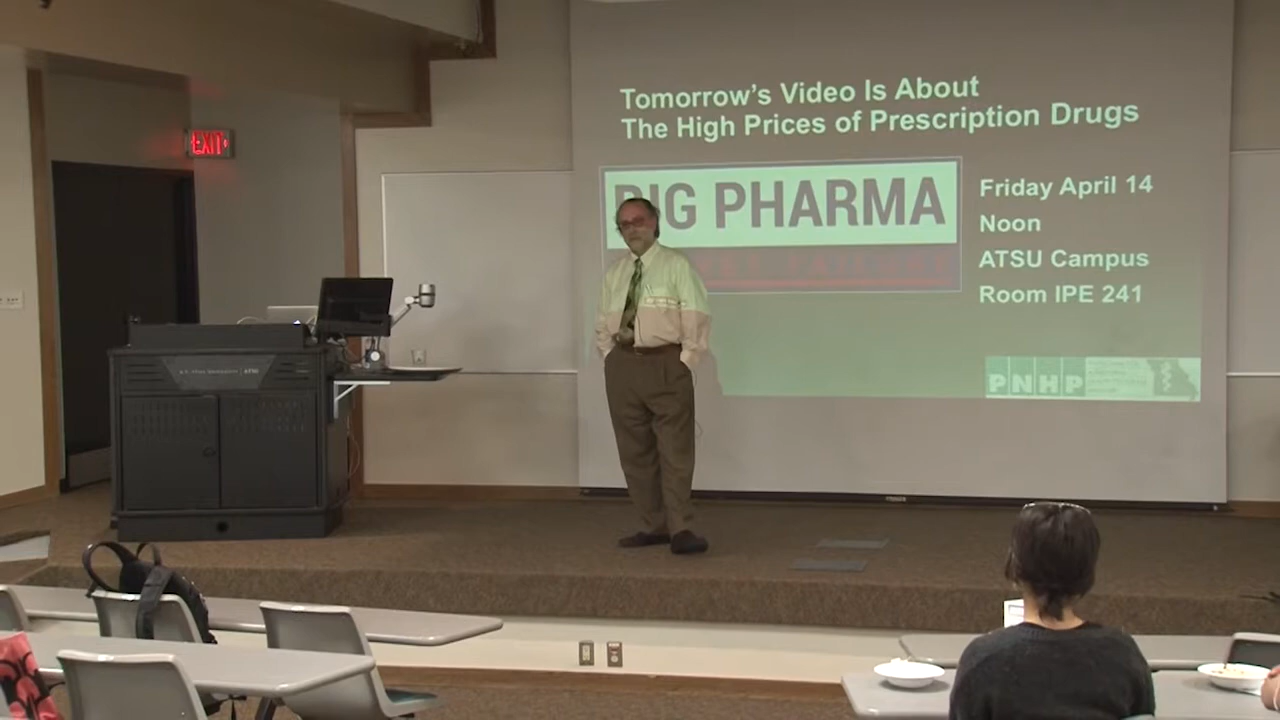 EXIT
Tomorrow's Video Is About
The High Prices of Prescription Drugs
BIG PHARMA
Friday April 14
Noon
ATSU Campus
Room IPE 241
PNHP
ATSU